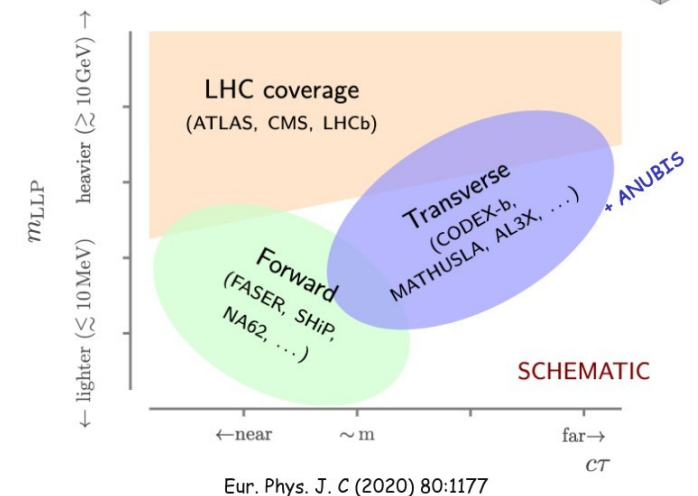 LHC coverage
(ATLAS, CMS, LHCb)
Transverse
(CODEX-b,
MATHUSLA, AL3X, ...)
+ ANUBIS
Forward
(FASER, SHiP,
NA62, ...)
SCHEMATIC
m_LLP
← lighter (≲ 10 MeV) heavier (≳ 10 GeV) →
←near ∼m far→
cτ
Eur. Phys. J. C (2020) 80:1177